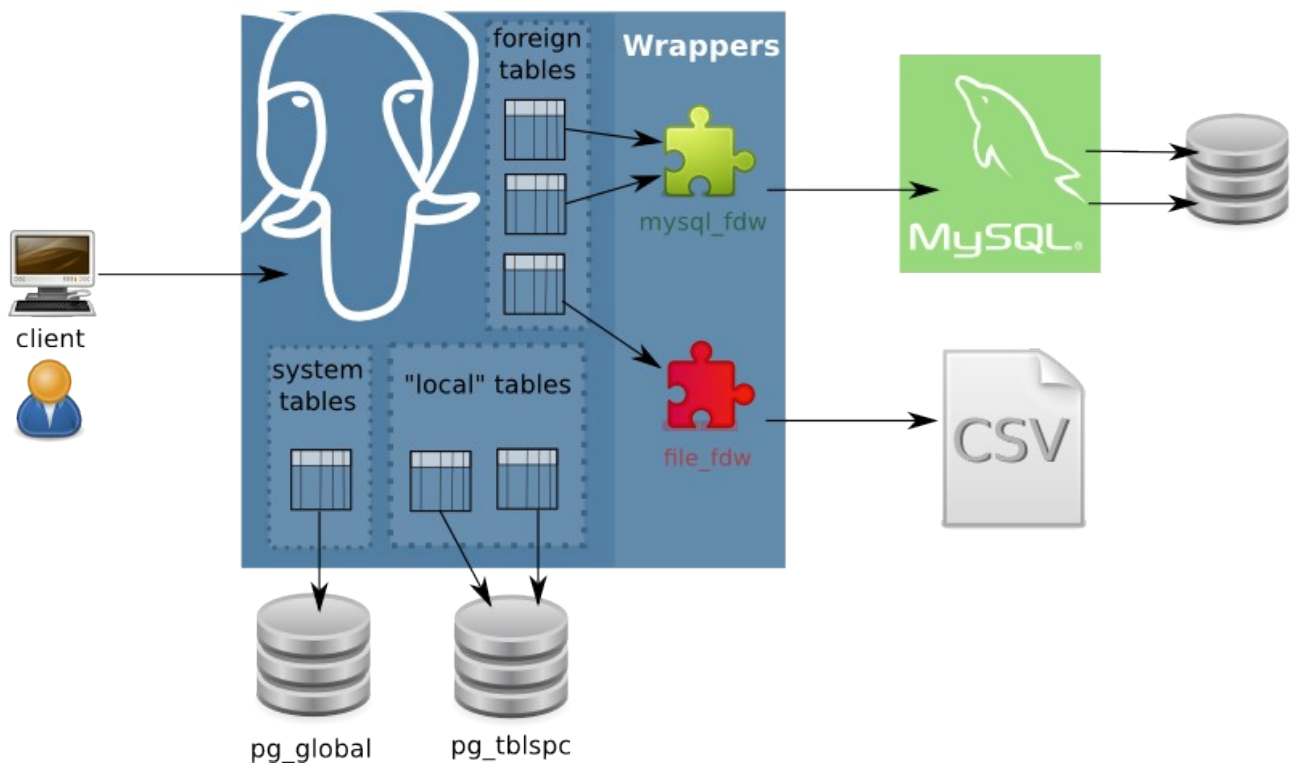 foreign
tables
Wrappers
mysql_fdw
MySQL®
client
system
tables
"local" tables
file_fdw
CSV
pg_global
pg_tblspc